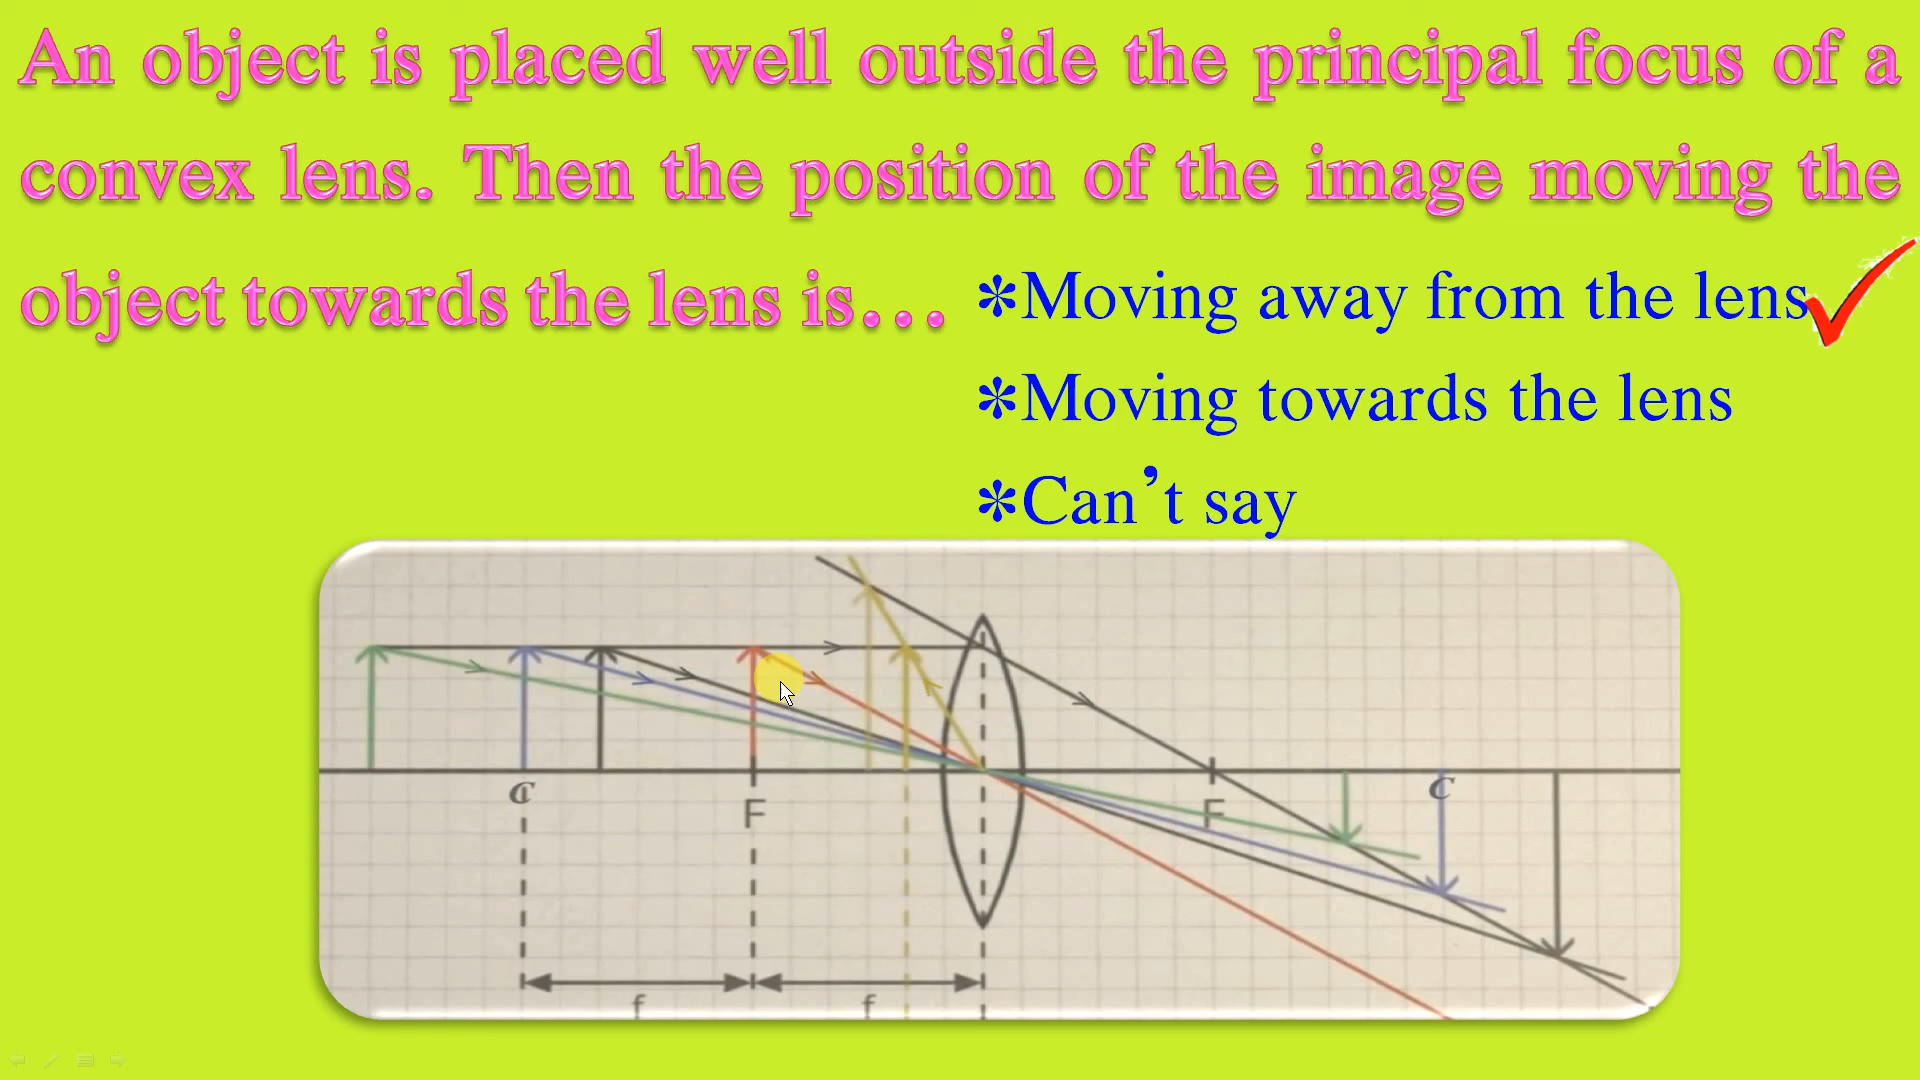 An object is placed well outside the principal focus of a
convex lens. Then the position of the image moving the
object towards the lens is...
*Moving away from the lens
*Moving towards the lens
*Can't say
C
F
F
C
f
f